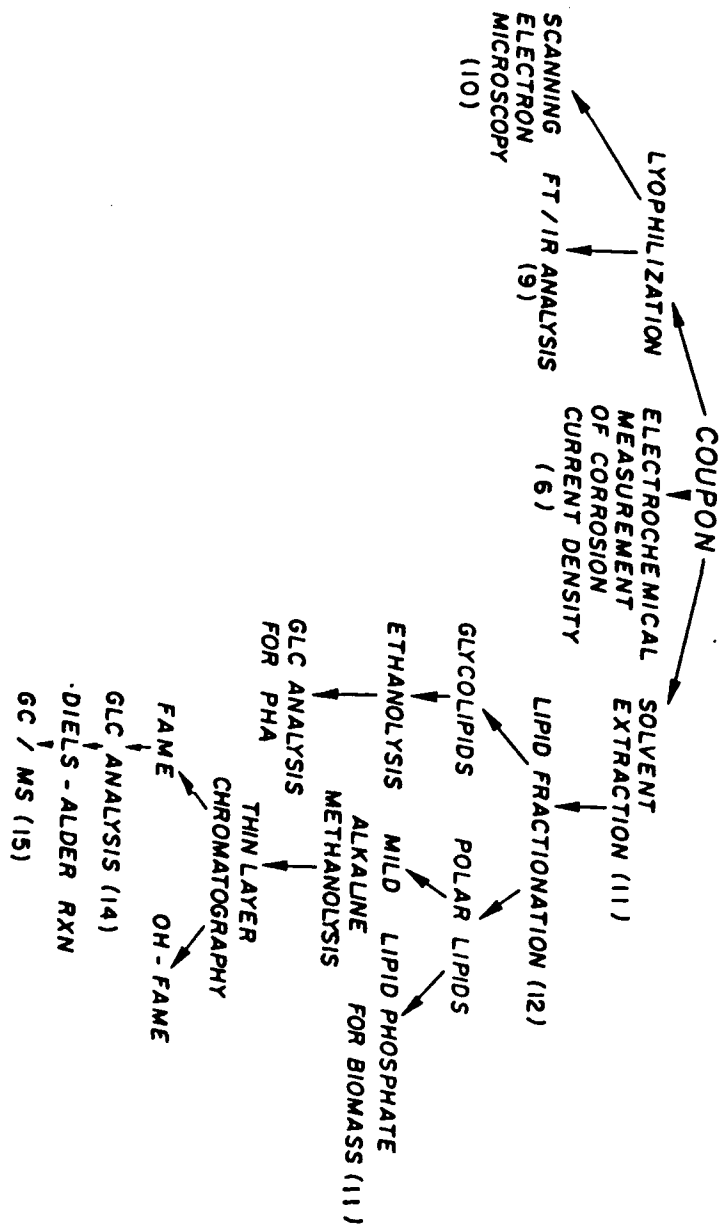 COUPON
LYOPHILIZATION
ELECTROCHEMICAL
MEASUREMENT
OF CORROSION
CURRENT DENSITY
(6)
SOLVENT
EXTRACTION (11)
SCANNING
ELECTRON
MICROSCOPY
(10)
FT/IR ANALYSIS
(9)
LIPID FRACTIONATION (12)
GLYCOLIPIDS
POLAR LIPIDS
ETHANOLYSIS
MILD
ALKALINE
METHANOLYSIS
LIPID PHOSPHATE
FOR BIOMASS (11)
GLC ANALYSIS
FOR PHA
THIN LAYER
CHROMATOGRAPHY
FAME
OH-FAME
GLC ANALYSIS (14)
DIELS-ALDER RXN
GC/MS (15)